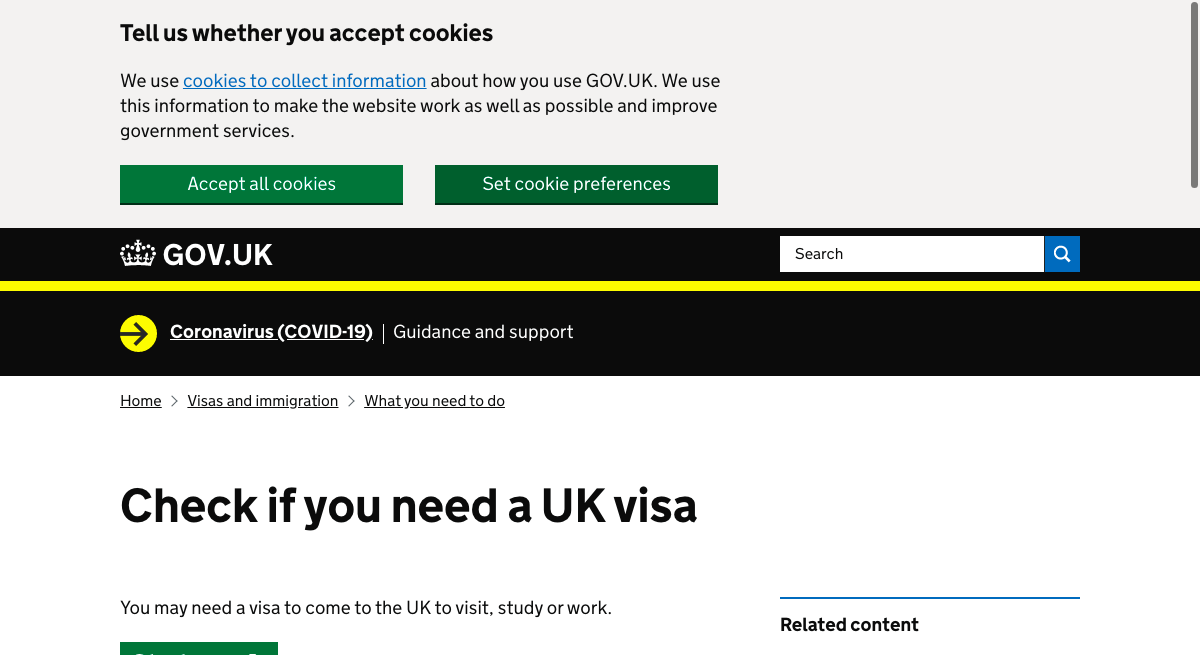 Tell us whether you accept cookies
We use cookies to collect information about how you use GOV.UK. We use
this information to make the website work as well as possible and improve
government services.
Accept all cookies
Set cookie preferences
GOV.UK
Search
Coronavirus (COVID-19) | Guidance and support
Home
Visas and immigration
What you need to do
Check if you need a UK visa
You may need a visa to come to the UK to visit, study or work.
Related content